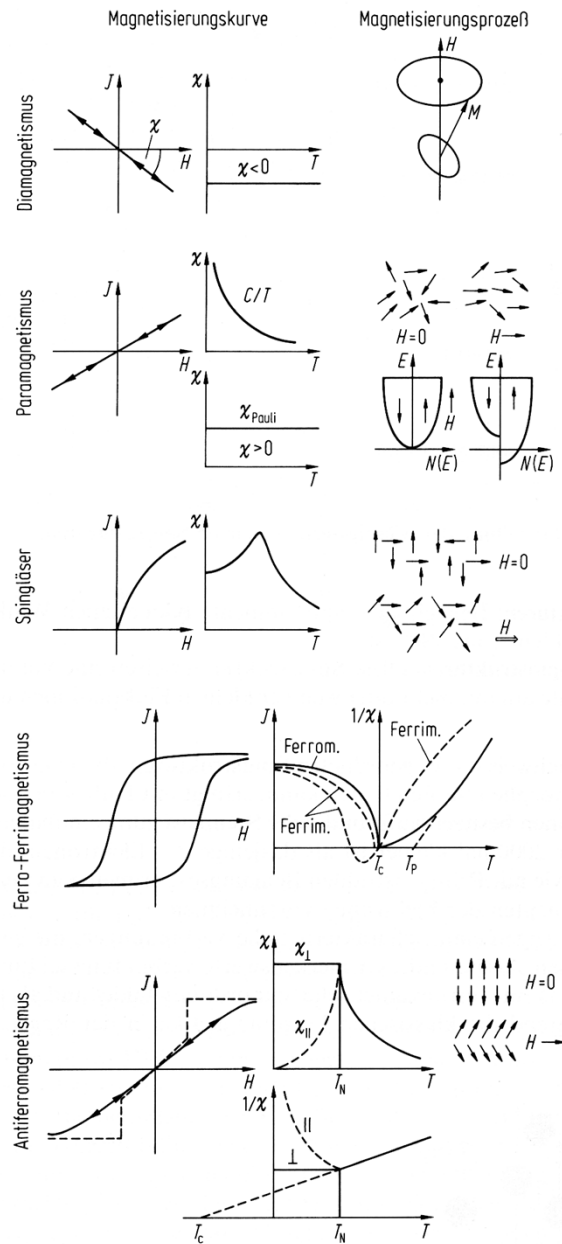 Magnetisierungskurve
Magnetisierungsprozeß
Diamagnetismus
J
ϰ
H
ϰ
ϰ<0
T
H
M
Paramagnetismus
J
H
ϰ
C/T
T
ϰ
ϰPauli
ϰ>0
T
H=0
H
E
H
N(E)
E
N(E)
Spingläser
J
H
ϰ
T
H=0
H
Ferro-Ferrimagnetismus
J
H
J
1/ϰ
Ferrom.
Ferrim.
Ferrim.
Tc
TP
T
Antiferromagnetismus
J
H
ϰ
ϰ⊥
ϰ||
TN
T
H=0
H
1/ϰ
||
⊥
Tc
TN
T